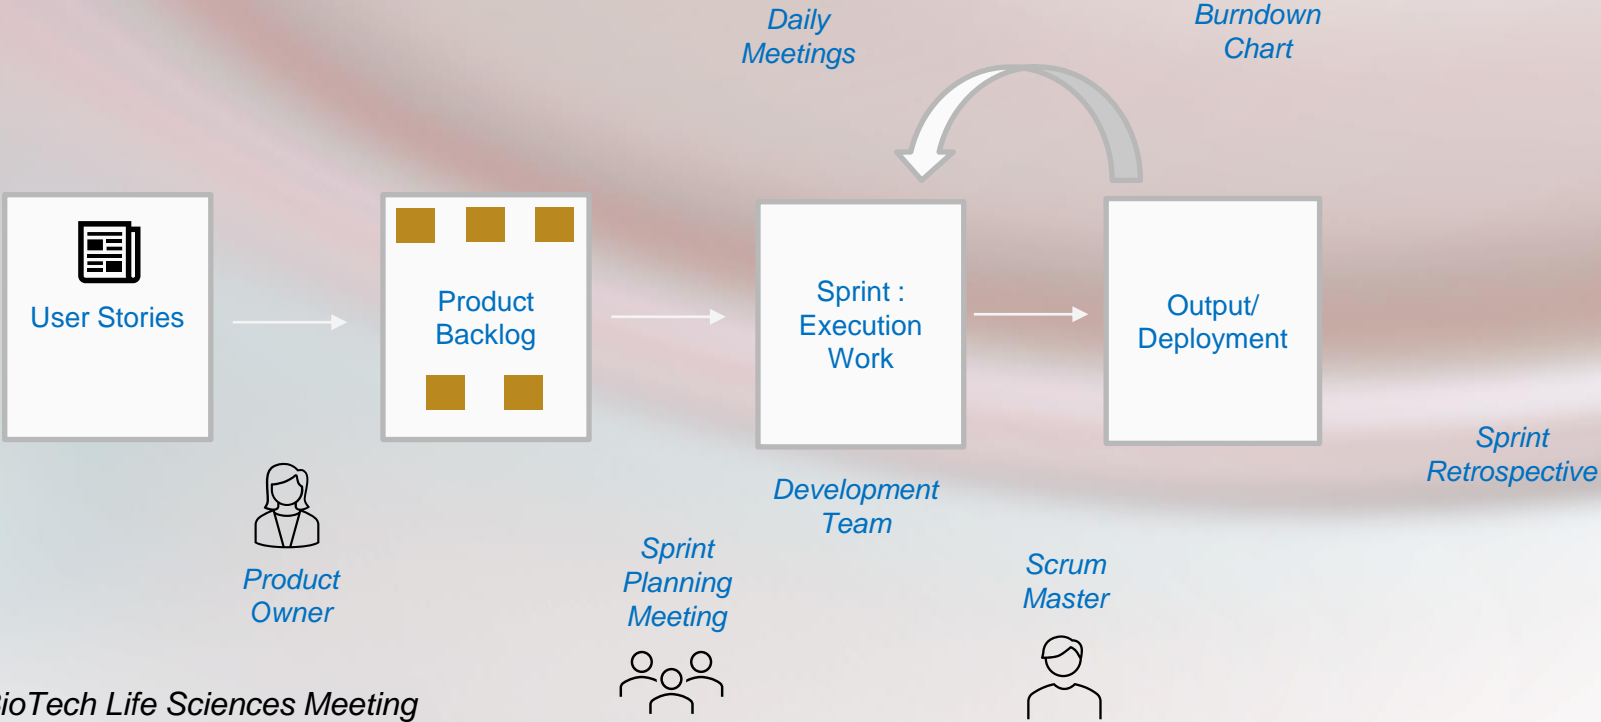 Daily
Meetings
Burndown
Chart
User Stories
Product
Backlog
Sprint :
Execution
Work
Output/
Deployment
Sprint
Retrospective
Development
Team
Product
Owner
Sprint
Planning
Meeting
Scrum
Master
ioTech Life Sciences Meeting